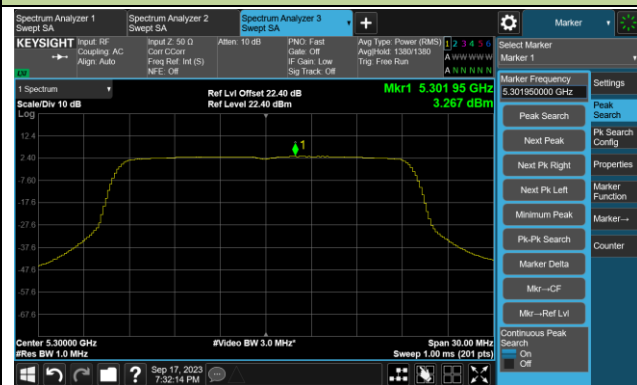 Spectrum Analyzer 1
Swept SA
Spectrum Analyzer 2
Swept SA
Spectrum Analyzer 3
Swept SA
Marker
KEYSIGHT
Input: RF
Coupling: AC
Align: Auto
Input Z: 50 Ω
Corr CCorr
Freq Ref: Int (S)
NFE: Off
Atten: 10 dB
PNO: Fast
Gate: Off
IF Gain: Low
Sig Track: Off
Avg Type: Power (RMS)
Avg|Hold: 1380/1380
Trig: Free Run
1 2 3 4 5 6
A W W W W W
A N N N N N
Select Marker
Marker 1
1 Spectrum
Scale/Div 10 dB
Log
Ref Lvl Offset 22.40 dB
Ref Level 22.40 dBm
Mkr1 5.301 95 GHz
3.267 dBm
12.4
2.40
-7.60
-17.6
-27.6
-37.6
-47.6
-57.6
-67.6
1
Center 5.30000 GHz
#Res BW 1.0 MHz
#Video BW 3.0 MHz*
Span 30.00 MHz
Sweep 1.00 ms (201 pts)
Marker Frequency
5.301950000 GHz
Peak Search
Next Peak
Next Pk Right
Next Pk Left
Minimum Peak
Pk-Pk Search
Marker Delta
Mkr→CF
Mkr→Ref Lvl
Continuous Peak
Search
On
Off
Settings
Peak
Search
Pk Search
Config
Properties
Marker
Function
Marker→
Counter
Sep 17, 2023
7:32:14 PM